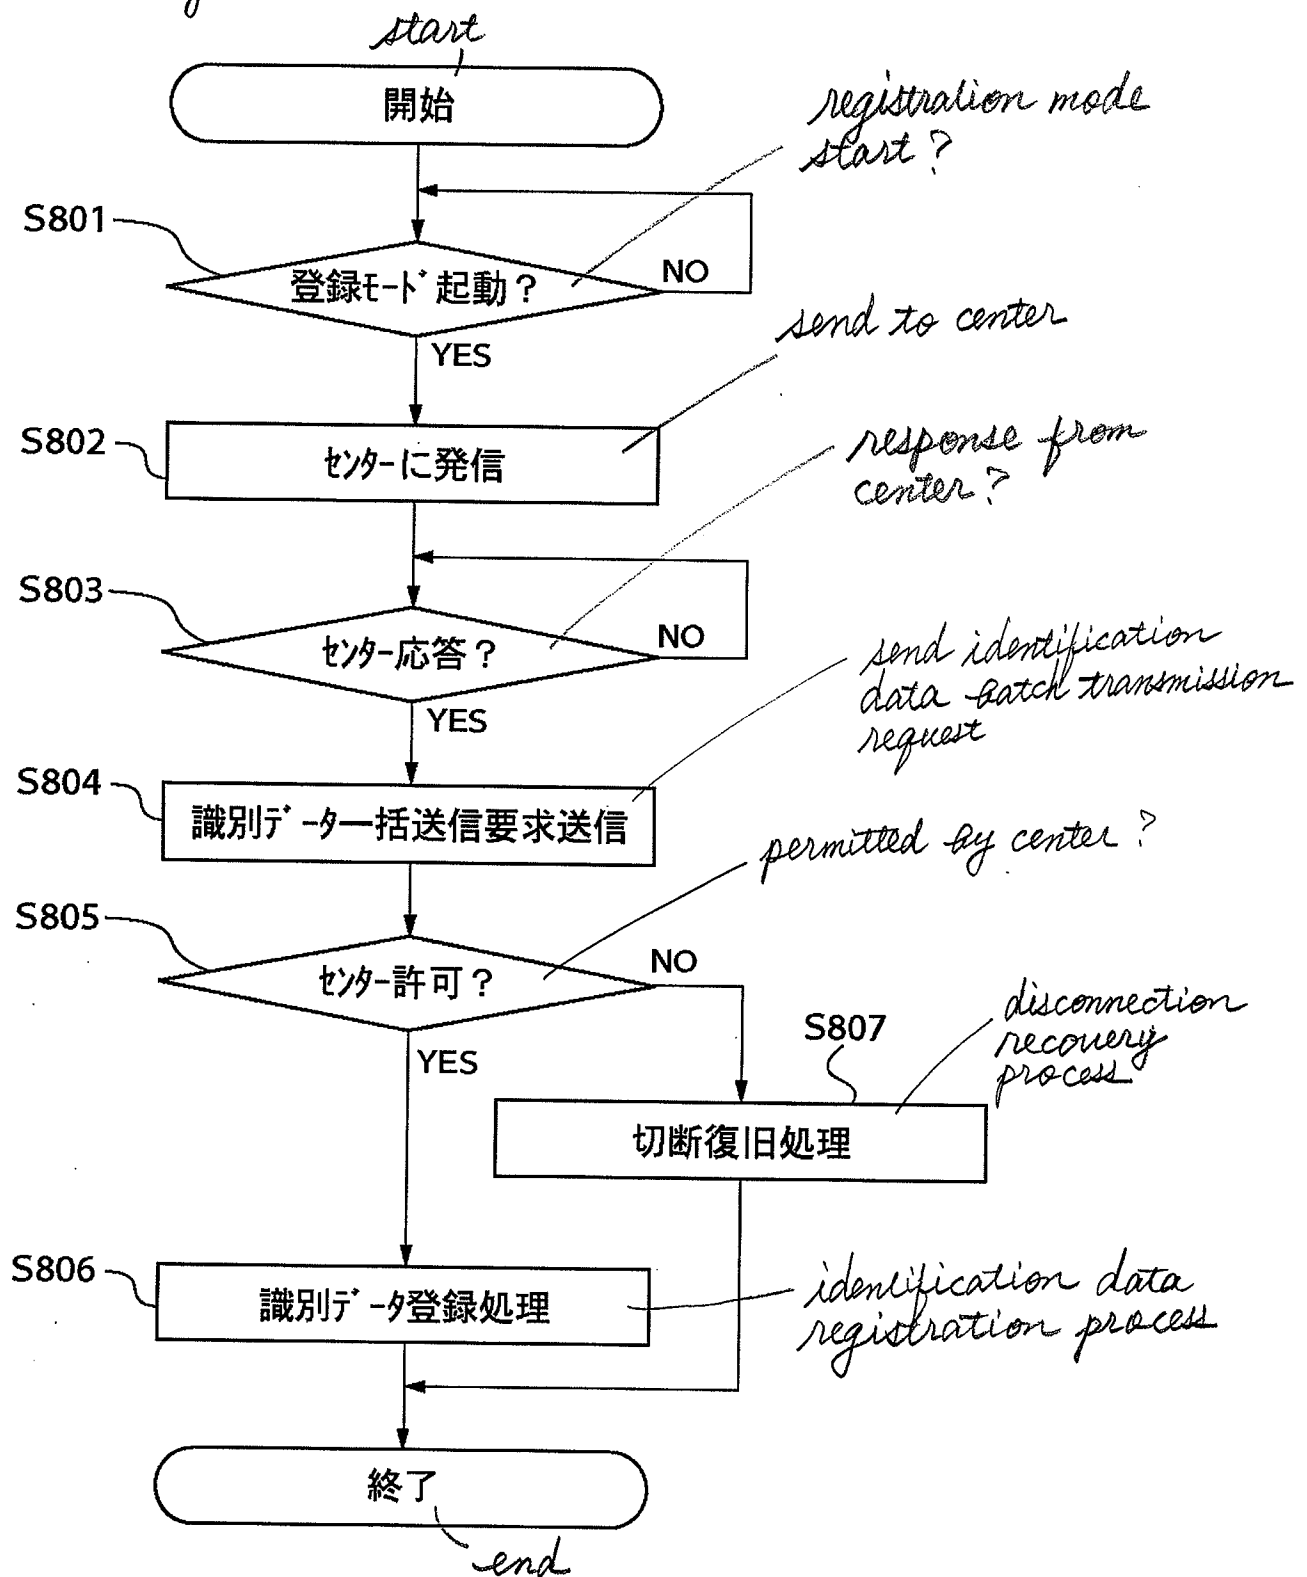 start
開始
registration mode
start?
S801
登録モード起動?
NO
YES
send to center
S802
センターに発信
response from
center?
S803
センター応答?
NO
YES
send identification
data batch transmission
request
S804
識別データ一括送信要求送信
permitted by center?
S805
センター許可?
NO
YES
S807
disconnection
recovery
process
切断復旧処理
S806
識別データ登録処理
identification data
registration process
終了
end